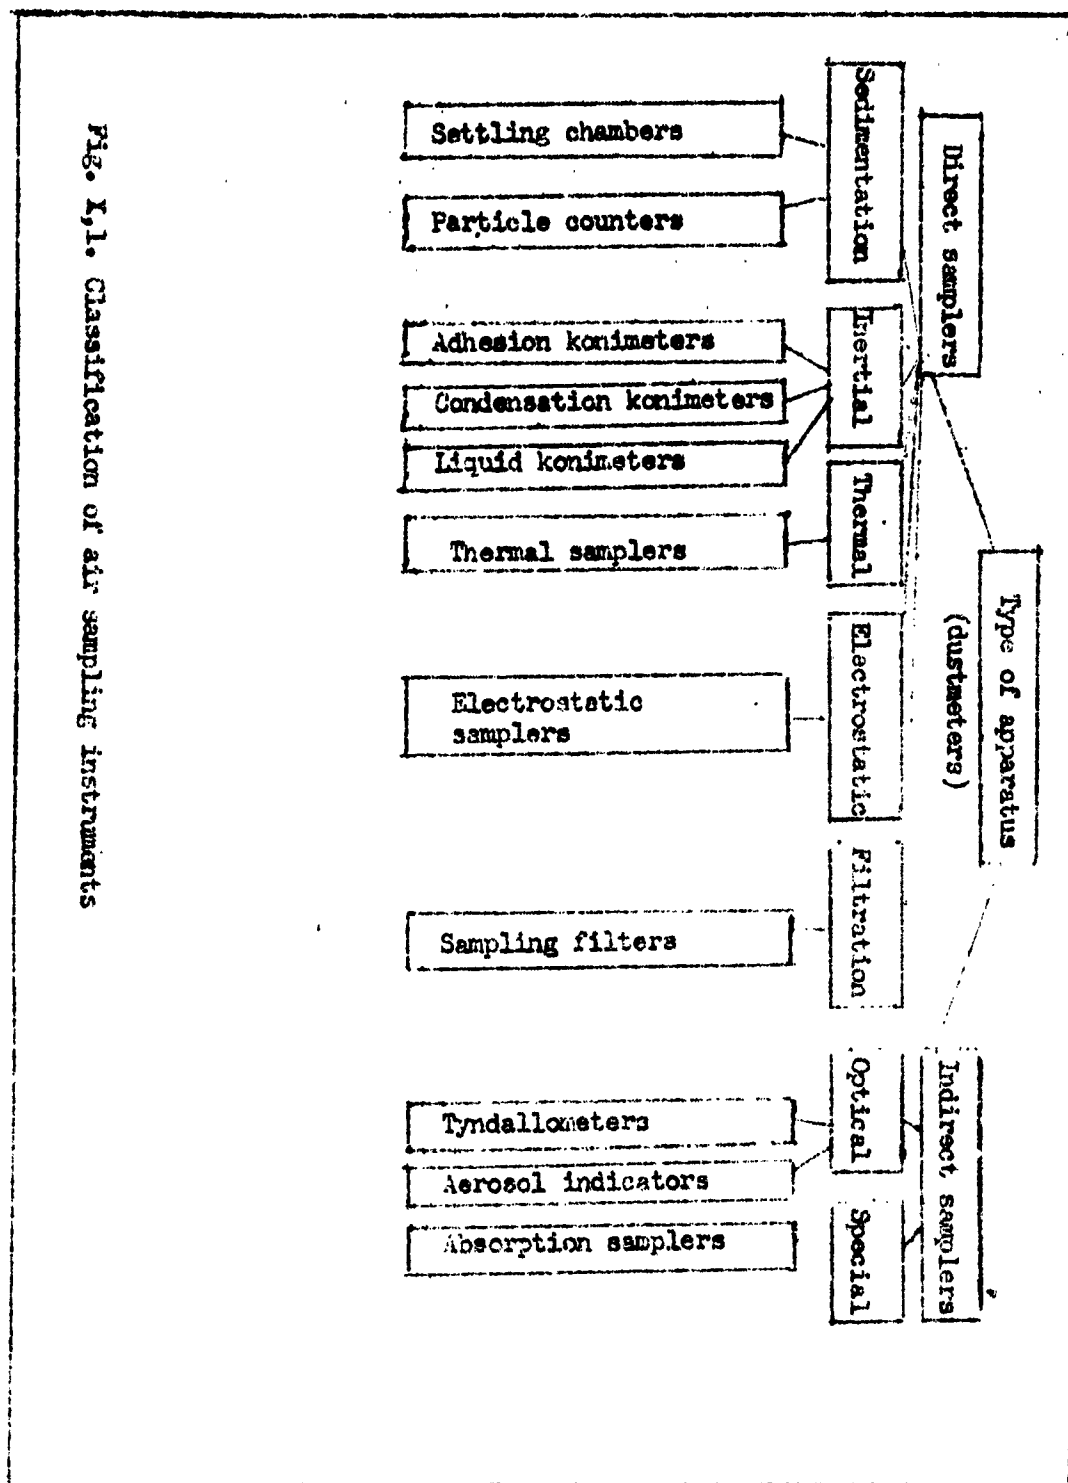 Type of apparatus
(dustmeters)
Direct samplers
Indirect samplers
Sedimentation
Inertial
Thermal
Electrostatic
Filtration
Optical
Special
Settling chambers
Particle counters
Adhesion konimeters
Condensation konimeters
Liquid konimeters
Thermal samplers
Electrostatic
samplers
Sampling filters
Tyndallometers
Aerosol indicators
Absorption samplers
Fig. X,1. Classification of air sampling instruments